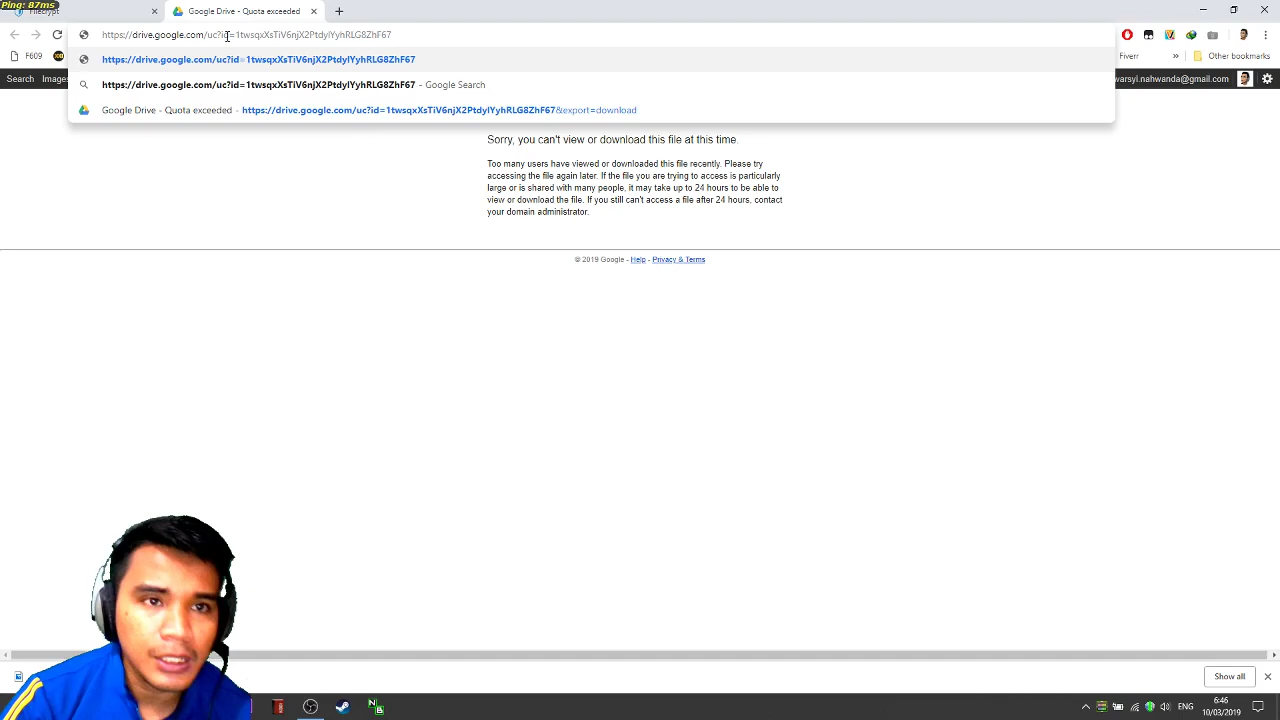 Ping: 87ms
Filecrypt
Google Drive - Quota exceeded
https://drive.google.com/uc?id=1twsqxXsTiV6njX2PtdylYyhRLG8ZhF67
https://drive.google.com/uc?id=1twsqxXsTiV6njX2PtdylYyhRLG8ZhF67
F609
Fiverr
»
Other bookmarks
https://drive.google.com/uc?id=1twsqxXsTiV6njX2PtdylYyhRLG8ZhF67 - Google Search
Search Images
warsyl.nahwanda@gmail.com
Google Drive - Quota exceeded - https://drive.google.com/uc?id=1twsqxXsTiV6njX2PtdylYyhRLG8ZhF67&export=download
Sorry, you can't view or download this file at this time.
Too many users have viewed or downloaded this file recently. Please try
accessing the file again later. If the file you are trying to access is particularly
large or is shared with many people, it may take up to 24 hours to be able to
view or download the file. If you still can't access a file after 24 hours, contact
your domain administrator.
© 2019 Google - Help - Privacy & Terms
Show all
ENG
6:46
10/03/2019